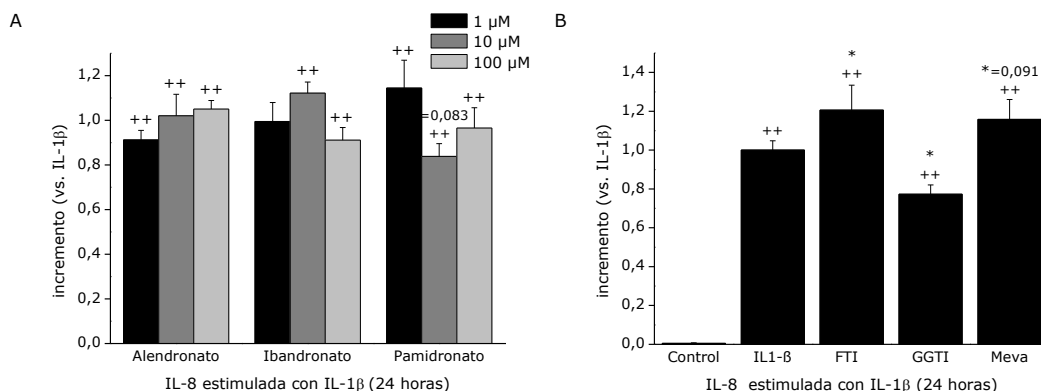 A
1 µM
10 µM
100 µM
++ ++ ++ ++ ++ ++ ++
=0,083
++
1,2
1,0
0,8
0,6
0,4
0,2
0,0
incremento (vs. IL-1β)
Alendronato Ibandronato Pamidronato
IL-8 estimulada con IL-1β (24 horas)
B
*
*=0,091
++ ++ ++
*
++
1,4
1,2
1,0
0,8
0,6
0,4
0,2
0,0
incremento (vs. IL-1β)
Control IL1-ß FTI GGTI Meva
IL-8 estimulada con IL-1β (24 horas)